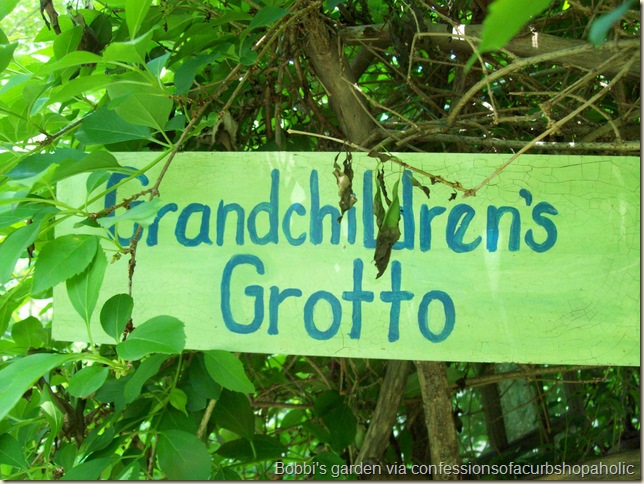 Grandchildren's
Grotto
Bobbi's garden via confessionsofacurbshopaholic